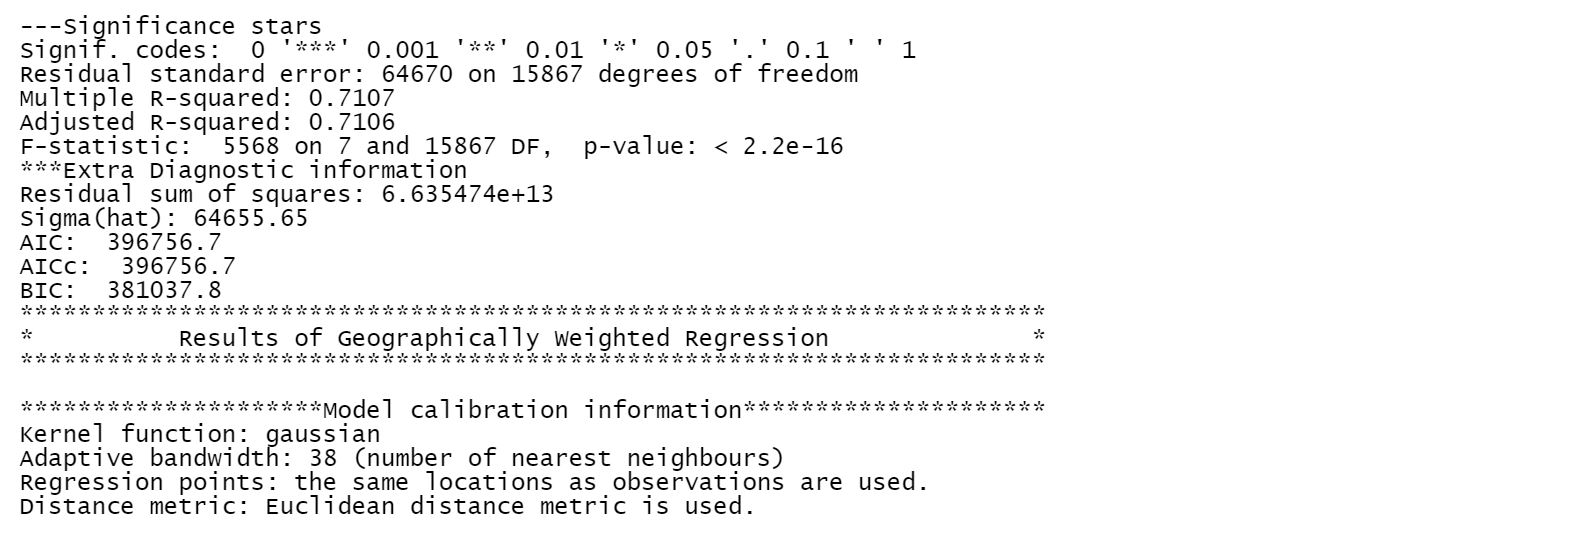 ---Significance stars
Signif. codes:  0 '***' 0.001 '**' 0.01 '*' 0.05 '.' 0.1 ' ' 1
Residual standard error: 64670 on 15867 degrees of freedom
Multiple R-squared: 0.7107
Adjusted R-squared: 0.7106
F-statistic:  5568 on 7 and 15867 DF,  p-value: < 2.2e-16
***Extra Diagnostic information
Residual sum of squares: 6.635474e+13
Sigma(hat): 64655.65
AIC:  396756.7
AICc:  396756.7
BIC:  381037.8
***********************************************************************
*          Results of Geographically Weighted Regression              *
***********************************************************************

*********************Model calibration information*********************
Kernel function: gaussian
Adaptive bandwidth: 38 (number of nearest neighbours)
Regression points: the same locations as observations are used.
Distance metric: Euclidean distance metric is used.